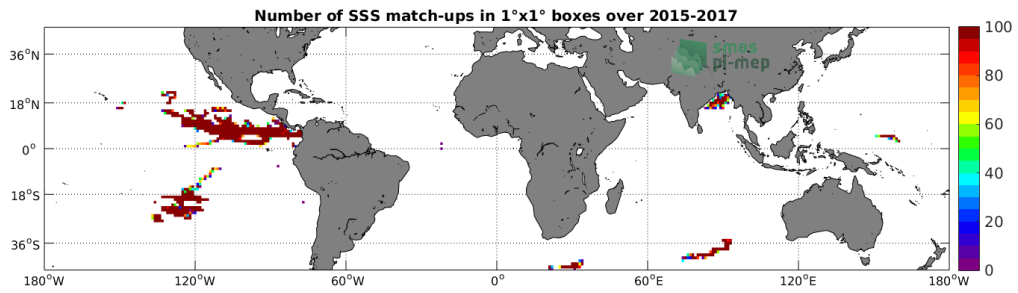 Number of SSS match-ups in 1°x1° boxes over 2015-2017
smos
pi-mep
36°N
18°N
0°
18°S
36°S
180°W 120°W 60°W 0° 60°E 120°E 180°W
100
80
60
40
20
0